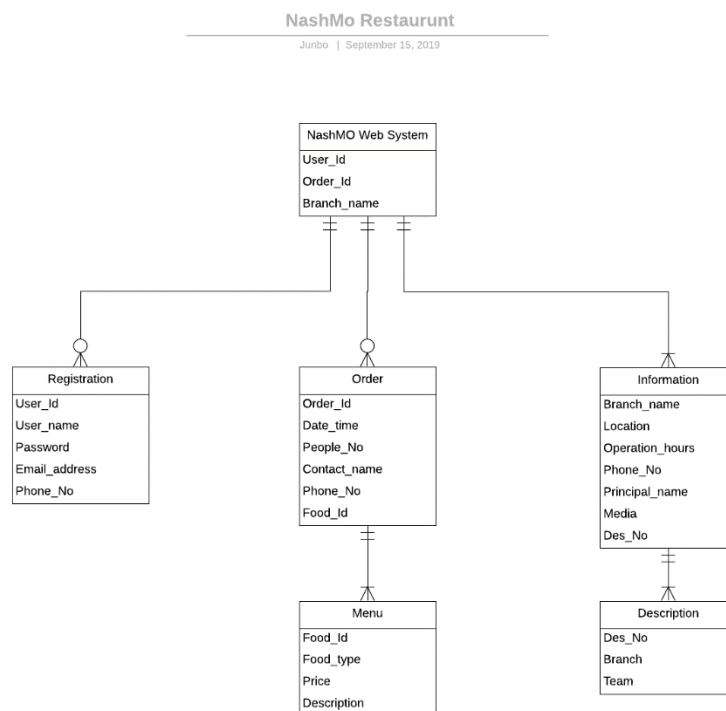 NashMo Restaurunt
Junbo | September 15, 2019
NashMO Web System
User_Id
Order_Id
Branch_name
Registration
User_Id
User_name
Password
Email_address
Phone_No
Order
Order_Id
Date_time
People_No
Contact_name
Phone_No
Food_Id
Information
Branch_name
Location
Operation_hours
Phone_No
Principal_name
Media
Des_No
Menu
Food_Id
Food_type
Price
Description
Description
Des_No
Branch
Team